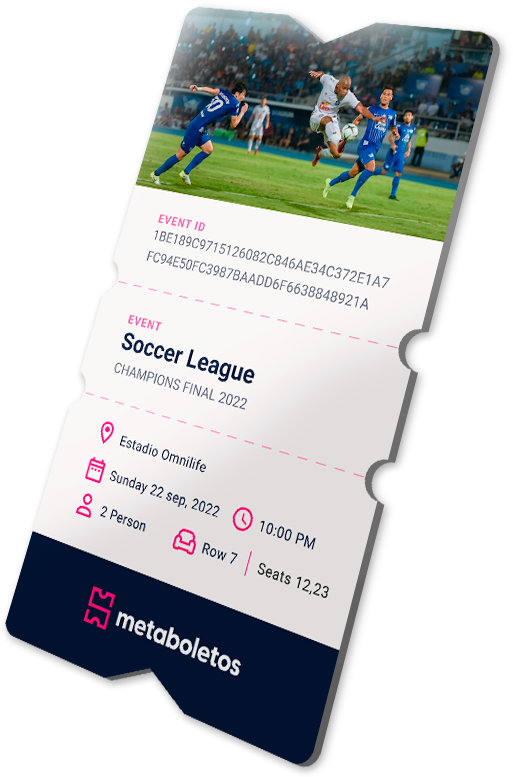 EVENT ID
1BE189C9715126082C846AE34C372E1A7
FC94E50FC3987BAADD6F6638848921A
EVENT
Soccer League
CHAMPIONS FINAL 2022
Estadio Omnilife
Sunday 22 sep, 2022
10:00 PM
2 Person
Row 7
Seats 12,23
metaboletos